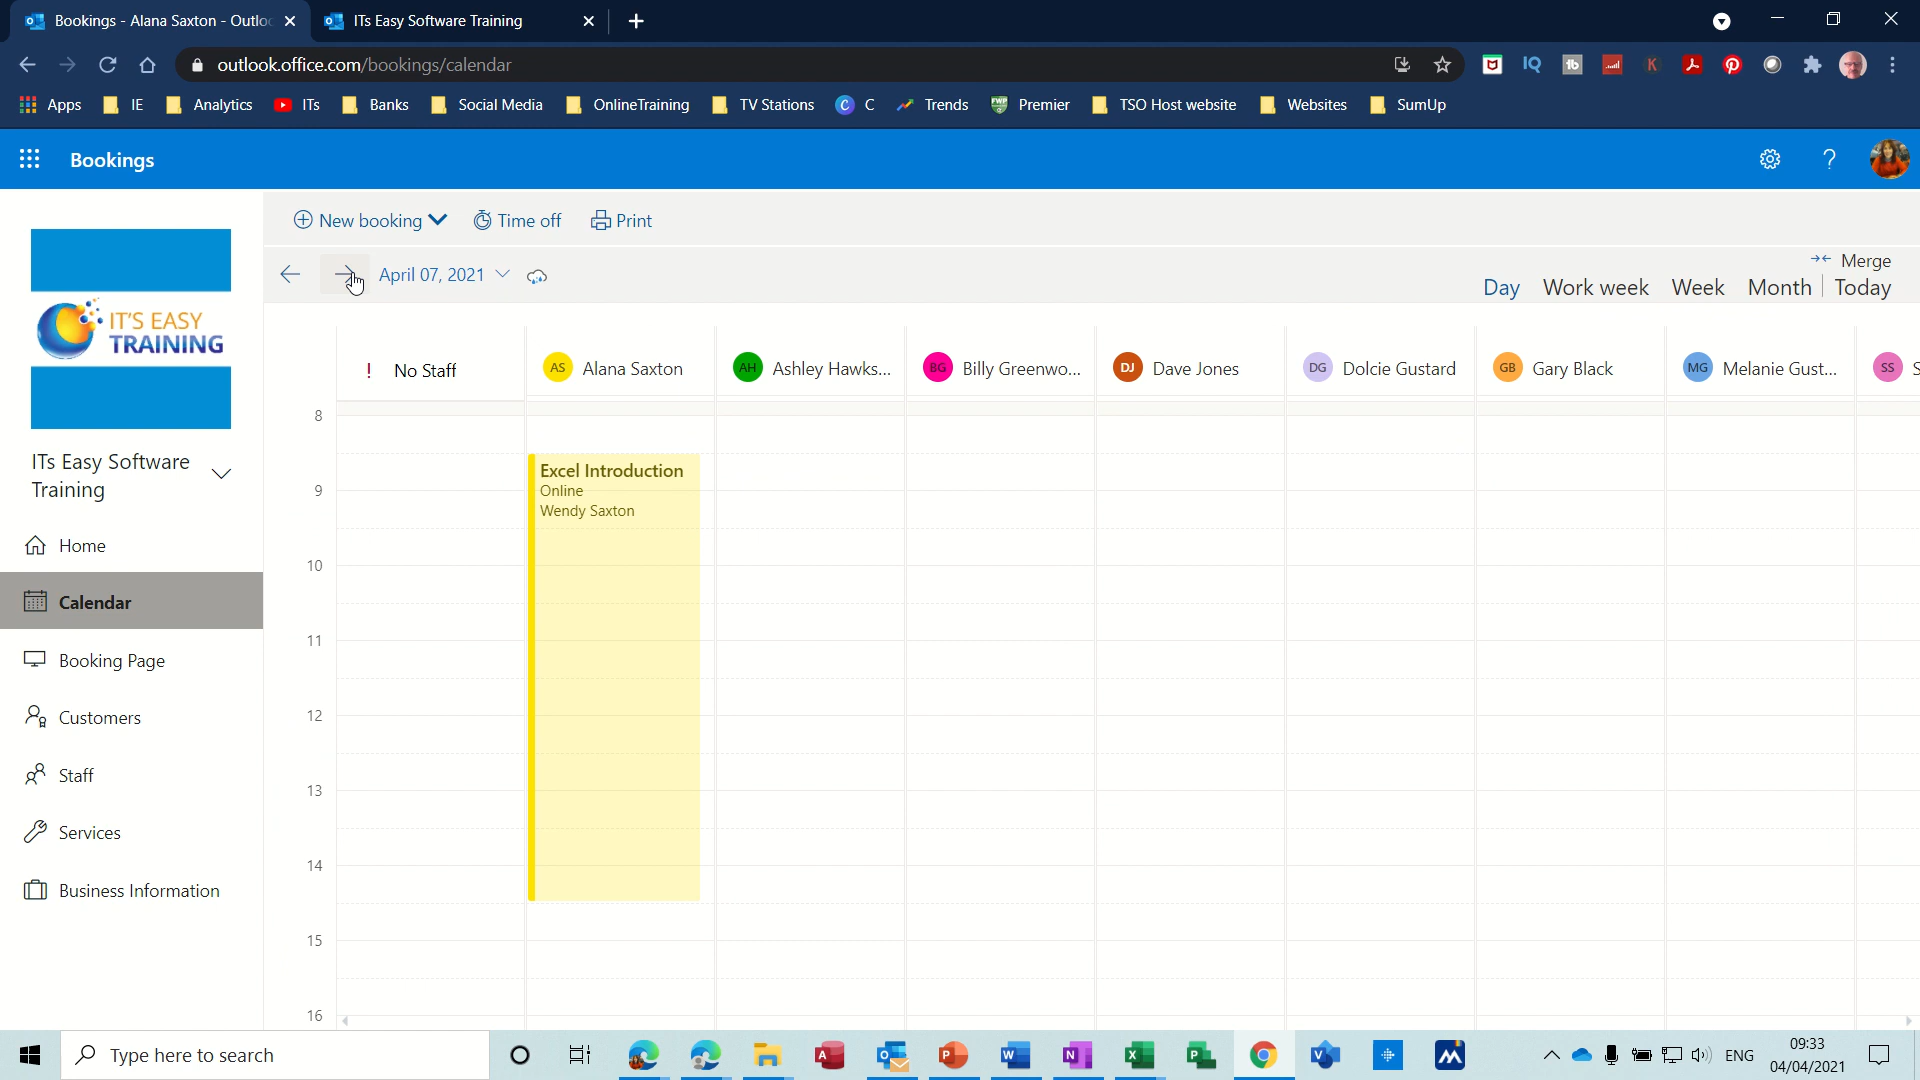 Bookings - Alana Saxton - Outlo
ITs Easy Software Training
outlook.office.com/bookings/calendar
IQ
tb
K
Apps
IE
Analytics
ITs
Banks
Social Media
OnlineTraining
TV Stations
C C
Trends
FWP Premier
TSO Host website
Websites
SumUp
Bookings
?
New booking
Time off
Print
April 07, 2021
Merge
Day
Work week
Week
Month
Today
IT'S EASY
TRAINING
ITs Easy Software
Training
Home
Calendar
Booking Page
Customers
Staff
Services
Business Information
! No Staff
AS Alana Saxton
AH Ashley Hawks...
BG Billy Greenwo...
DJ Dave Jones
DG Dolcie Gustard
GB Gary Black
MG Melanie Gust...
SS S
8
9
10
11
12
13
14
15
16
Excel Introduction
Online
Wendy Saxton
Type here to search
ENG
09:33
04/04/2021